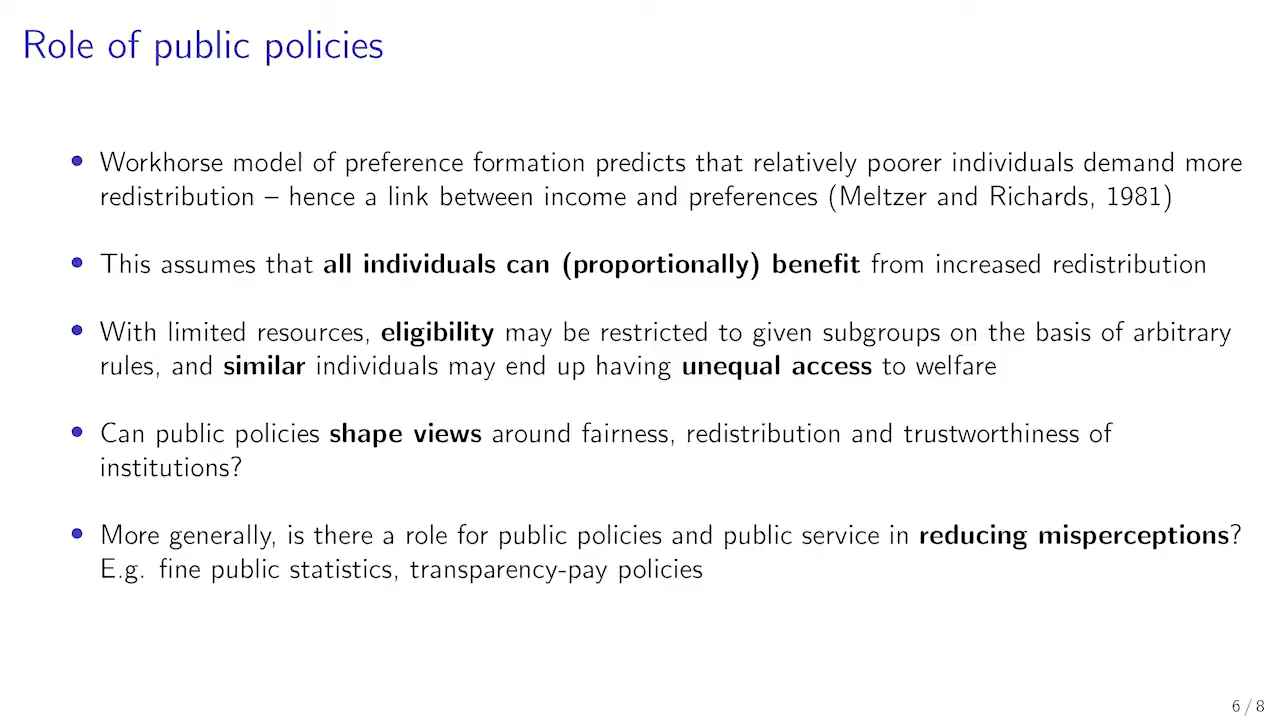 Role of public policies
• Workhorse model of preference formation predicts that relatively poorer individuals demand more
redistribution – hence a link between income and preferences (Meltzer and Richards, 1981)
• This assumes that all individuals can (proportionally) benefit from increased redistribution
• With limited resources, eligibility may be restricted to given subgroups on the basis of arbitrary
rules, and similar individuals may end up having unequal access to welfare
• Can public policies shape views around fairness, redistribution and trustworthiness of
institutions?
• More generally, is there a role for public policies and public service in reducing misperceptions?
E.g. fine public statistics, transparency-pay policies
6 / 8